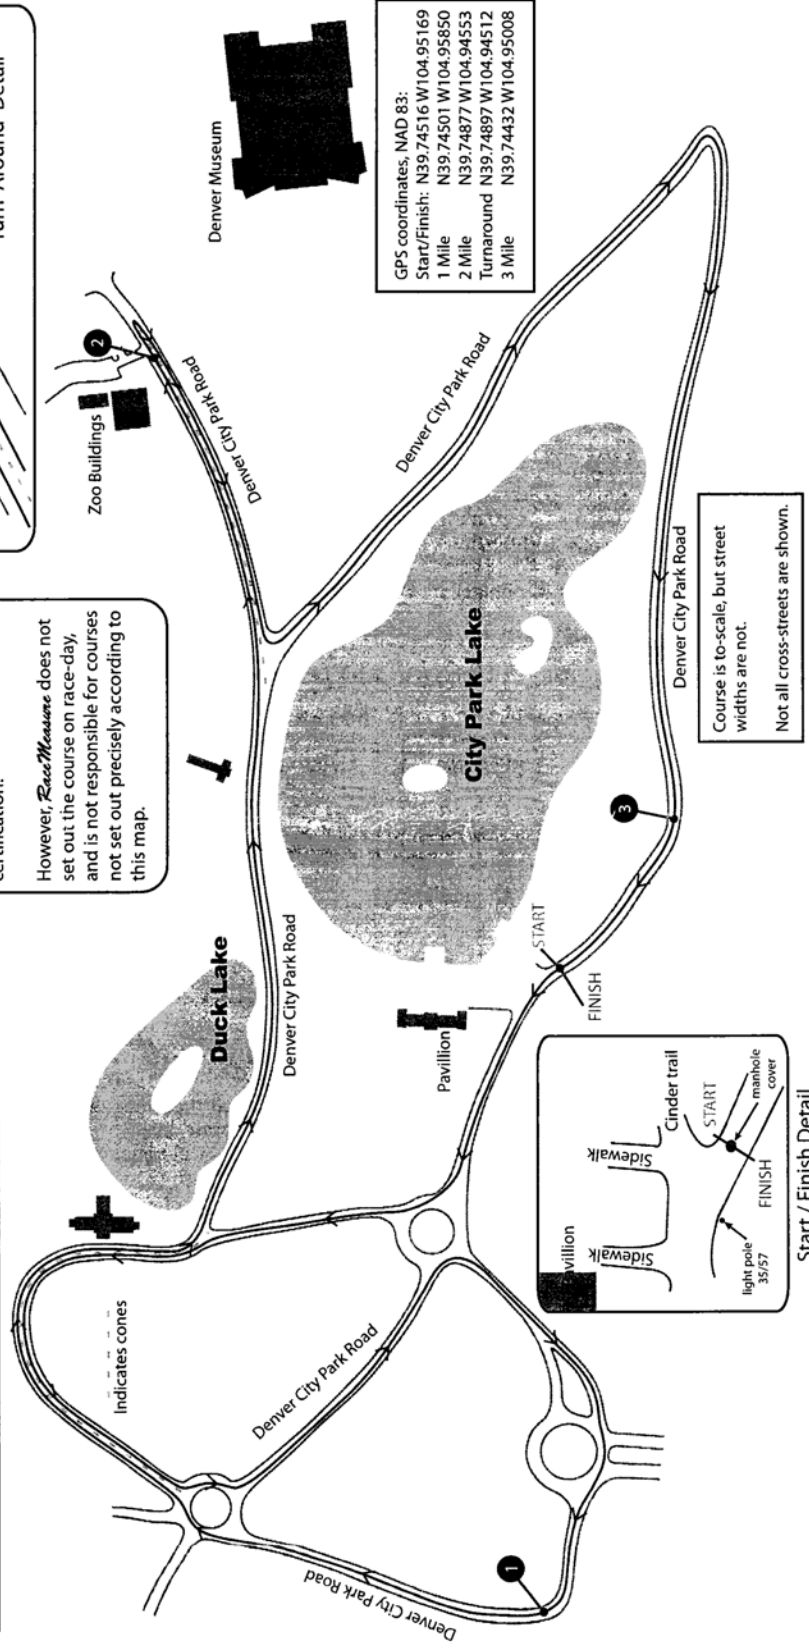 certification.
However, RaceMeasure does not
set out the course on race-day,
and is not responsible for courses
not set out precisely according to
this map.
Turn Around Detail
Denver Museum
GPS coordinates, NAD 83:
Start/Finish: N39.74516 W104.95169
1 Mile N39.74501 W104.95850
2 Mile N39.74877 W104.94553
Turnaround N39.74897 W104.94512
3 Mile N39.74432 W104.95008
Zoo Buildings
2
Denver City Park Road
Denver City Park Road
Indicates cones
Duck Lake
Denver City Park Road
City Park Lake
Denver City Park Road
Pavillion
START
FINISH
3
Denver City Park Road
Denver City Park Road
1
Course is to-scale, but street
widths are not.
Not all cross-streets are shown.
avillion
Sidewalk
Sidewalk
Cinder trail
START
manhole
cover
FINISH
light pole
35/57
Start / Finish Detail